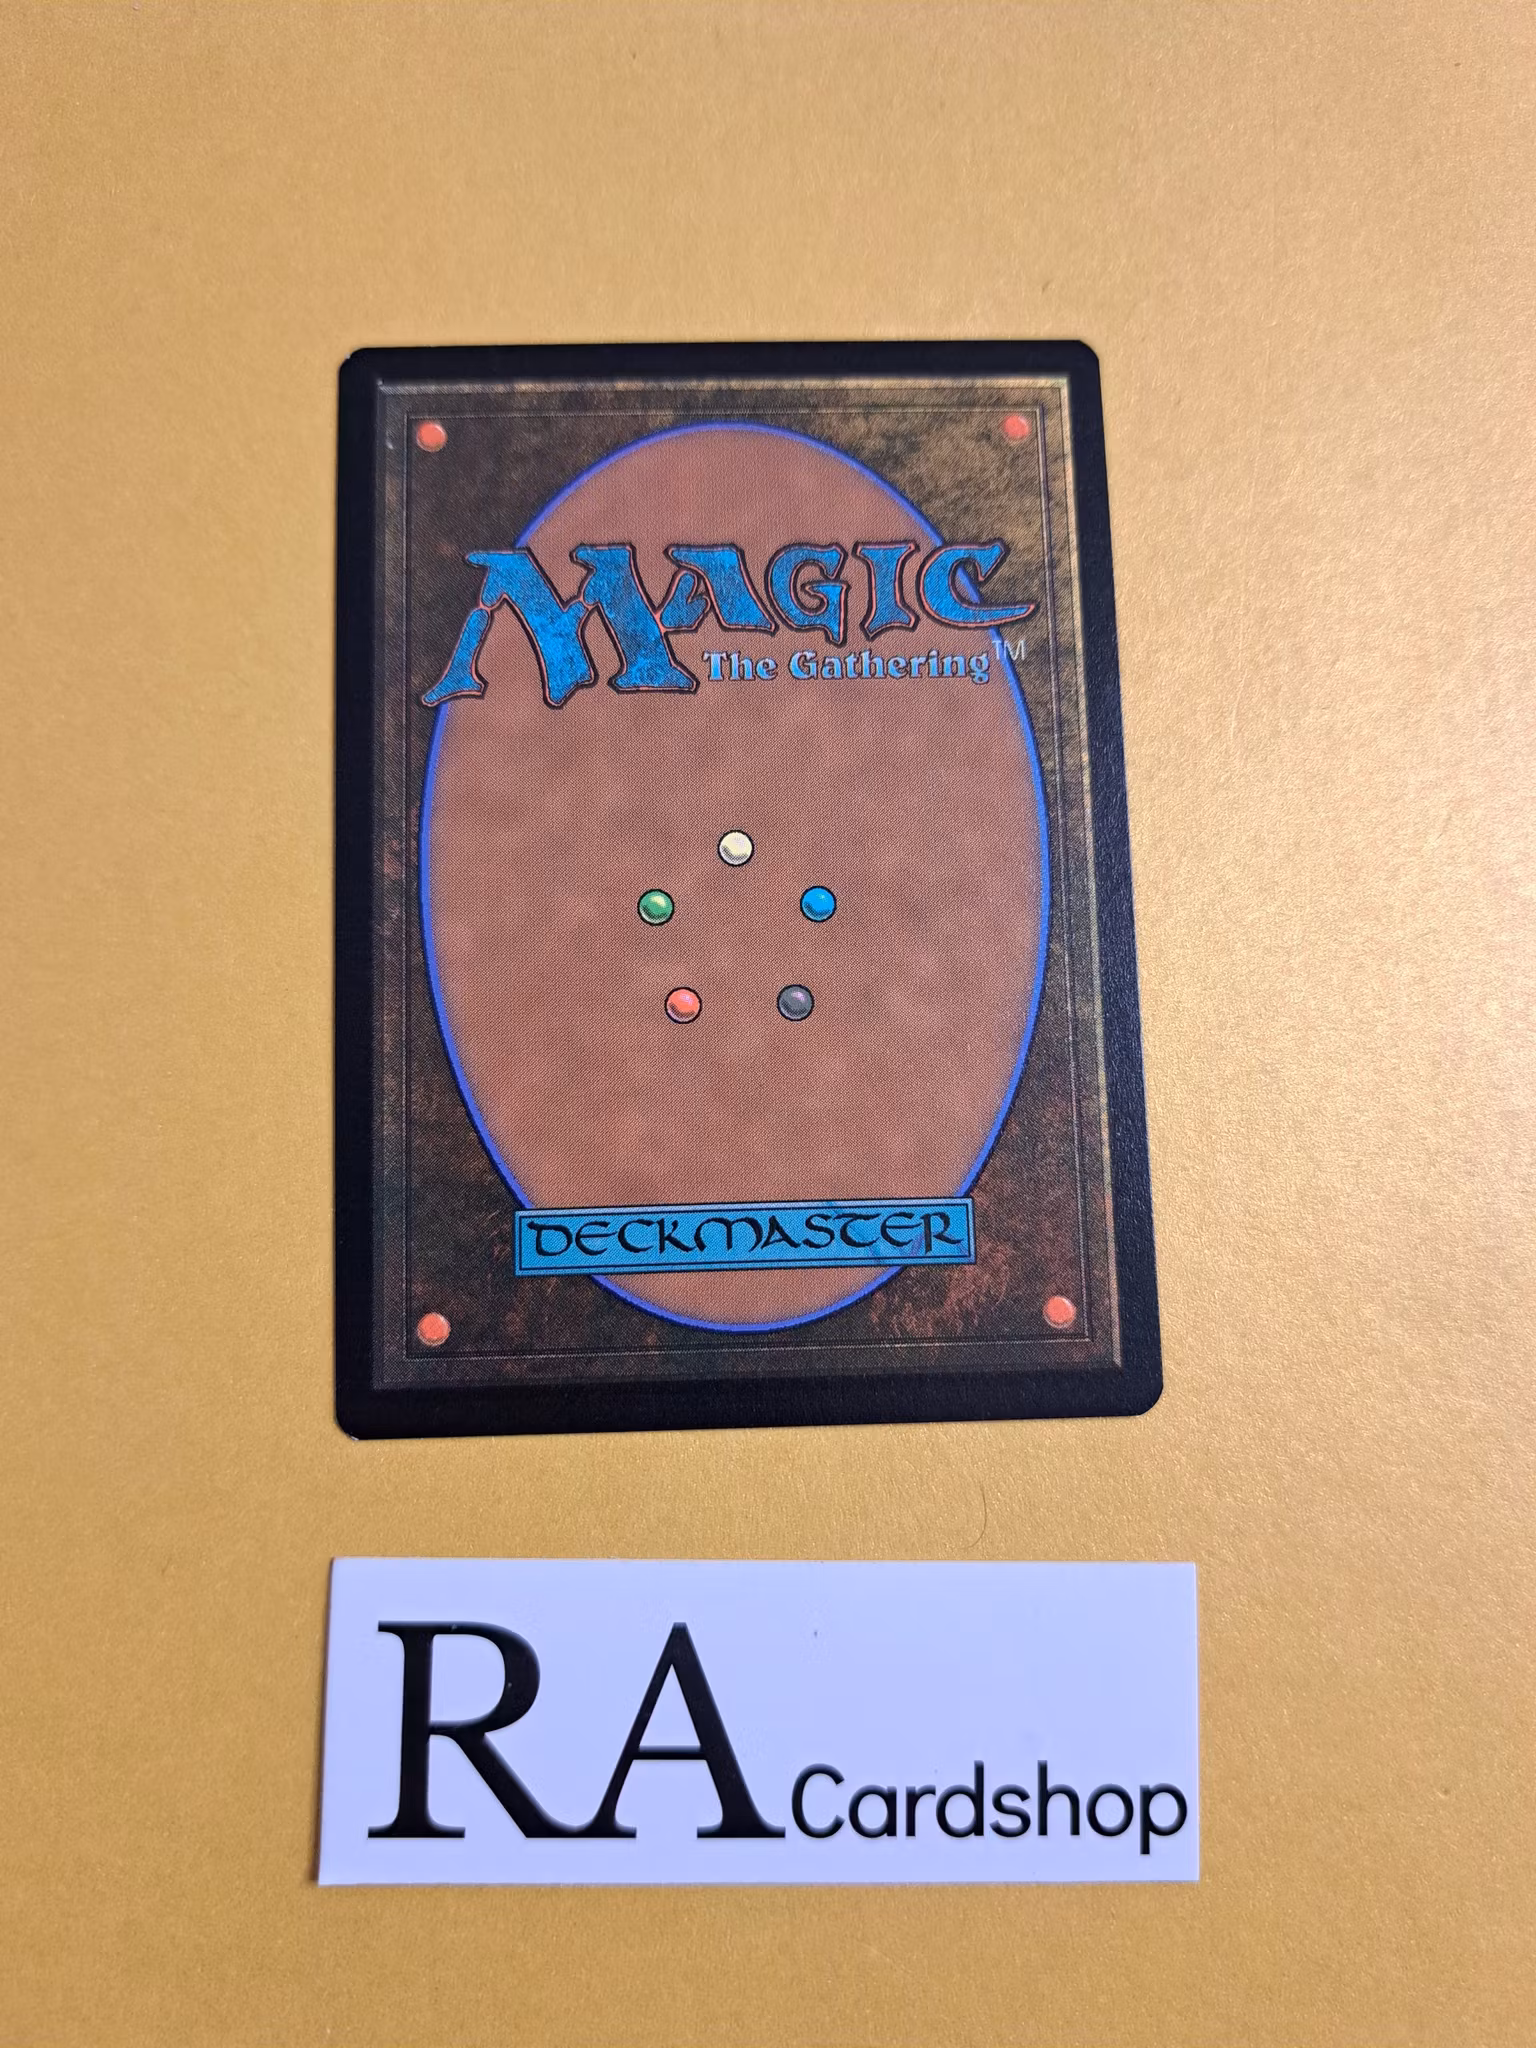 MAGIC
The Gathering™
DECKMASTER
RA Cardshop